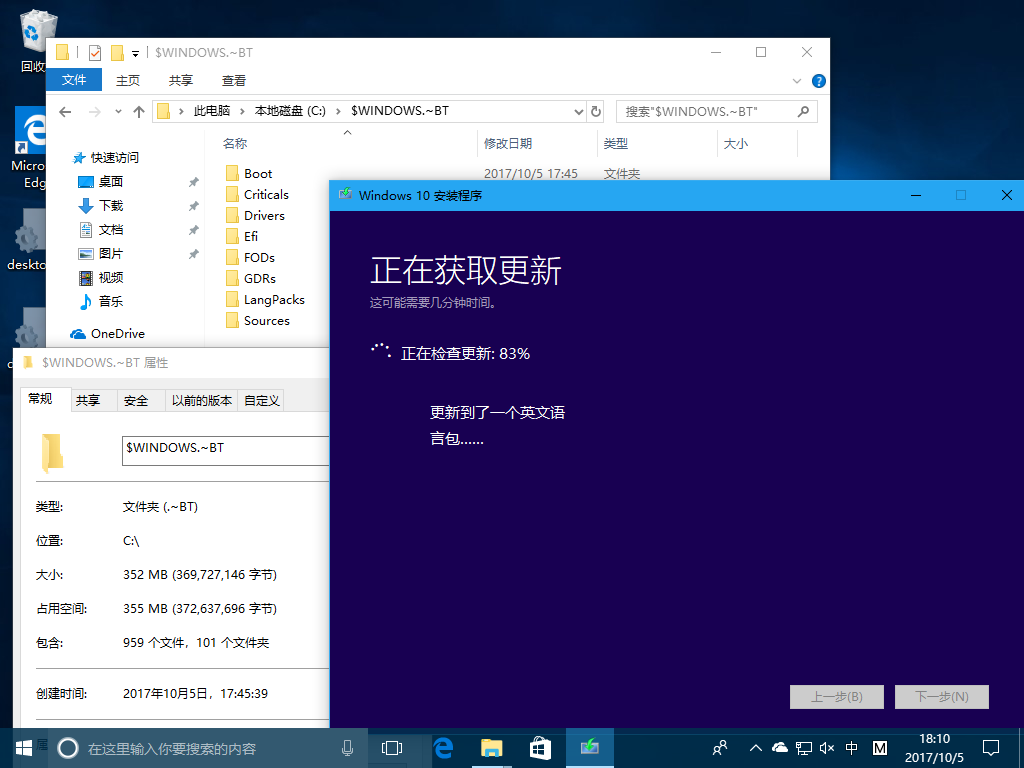 回收
Micro
Edg
deskto
d
$WINDOWS.~BT
文件 主页 共享 查看
此电脑 本地磁盘 (C:) $WINDOWS.~BT
搜索"$WINDOWS.~BT"
名称 修改日期 类型 大小
快速访问
桌面
下载
文档
图片
视频
音乐
OneDrive
Boot 2017/10/5 17:45 文件夹
Criticals
Drivers
Efi
FODs
GDRs
LangPacks
Sources
$WINDOWS.~BT 属性
常规 共享 安全 以前的版本 自定义
$WINDOWS.~BT
类型: 文件夹 (.~BT)
位置: C:\
大小: 352 MB (369,727,146 字节)
占用空间: 355 MB (372,637,696 字节)
包含: 959 个文件，101 个文件夹
创建时间: 2017年10月5日，17:45:39
属
Windows 10 安装程序
正在获取更新
这可能需要几分钟时间。
正在检查更新: 83%
更新到了一个英文语
言包......
上一步(B) 下一步(N)
在这里输入你要搜索的内容
中 M
18:10
2017/10/5